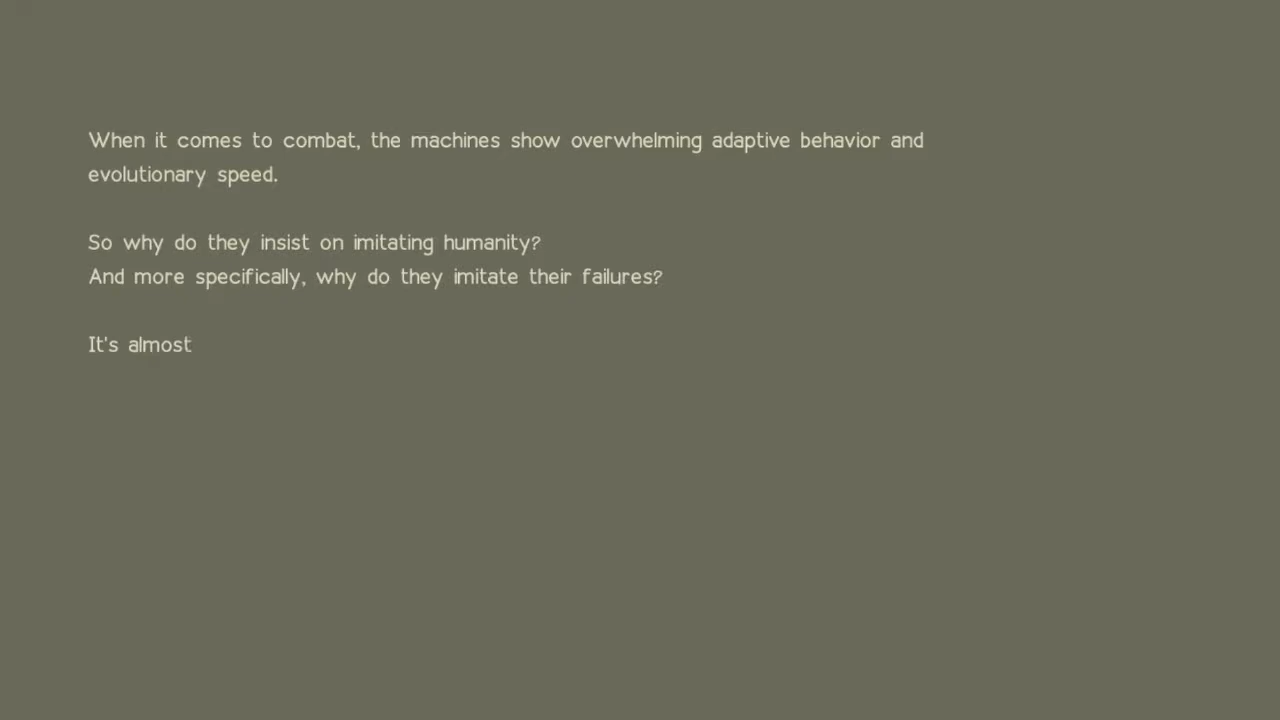 When it comes to combat, the machines show overwhelming adaptive behavior and
evolutionary speed.
So why do they insist on imitating humanity?
And more specifically, why do they imitate their failures?
It's almost